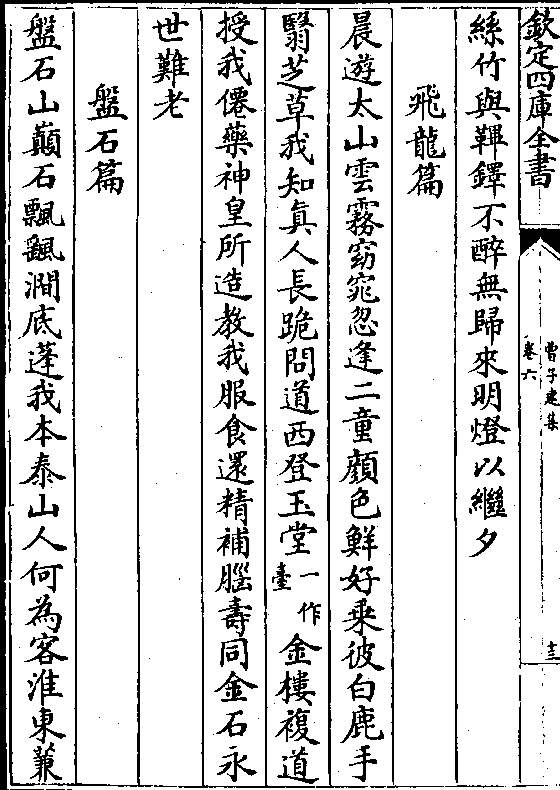 欽定四庫全書
曹子建集
卷六
十三
絲竹與鞞鐸不醉無歸來明燈以繼夕
飛龍篇
晨遊太山雲霧窈窕忽逢二童顔色鮮好乘彼白鹿手
翳芝草我知真人長跪問道西登玉堂一作臺金樓複道
授我僊藥神皇所造教我服食還精補腦壽同金石永
世難老
盤石篇
盤石山巔石飄飄澗底蓬我本泰山人何為客淮東蒹